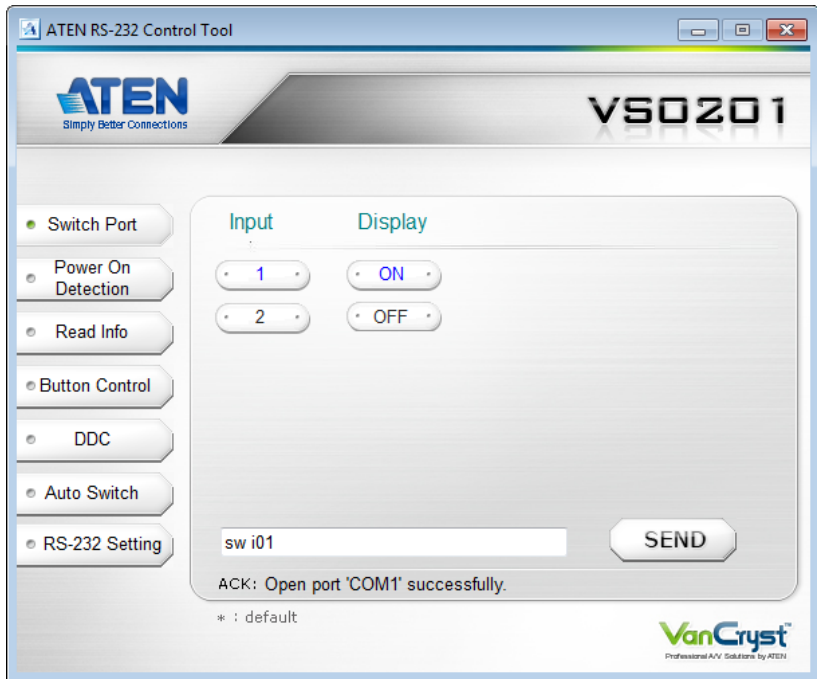 ATEN RS-232 Control Tool
ATEN
Simply Better Connections
VS0201
Switch Port
Power On
Detection
Read Info
Button Control
DDC
Auto Switch
RS-232 Setting
Input Display
1 ON
2 OFF
sw i01
SEND
ACK: Open port 'COM1' successfully.
* : default
VanCryst™
Professional A/V Solutions by ATEN